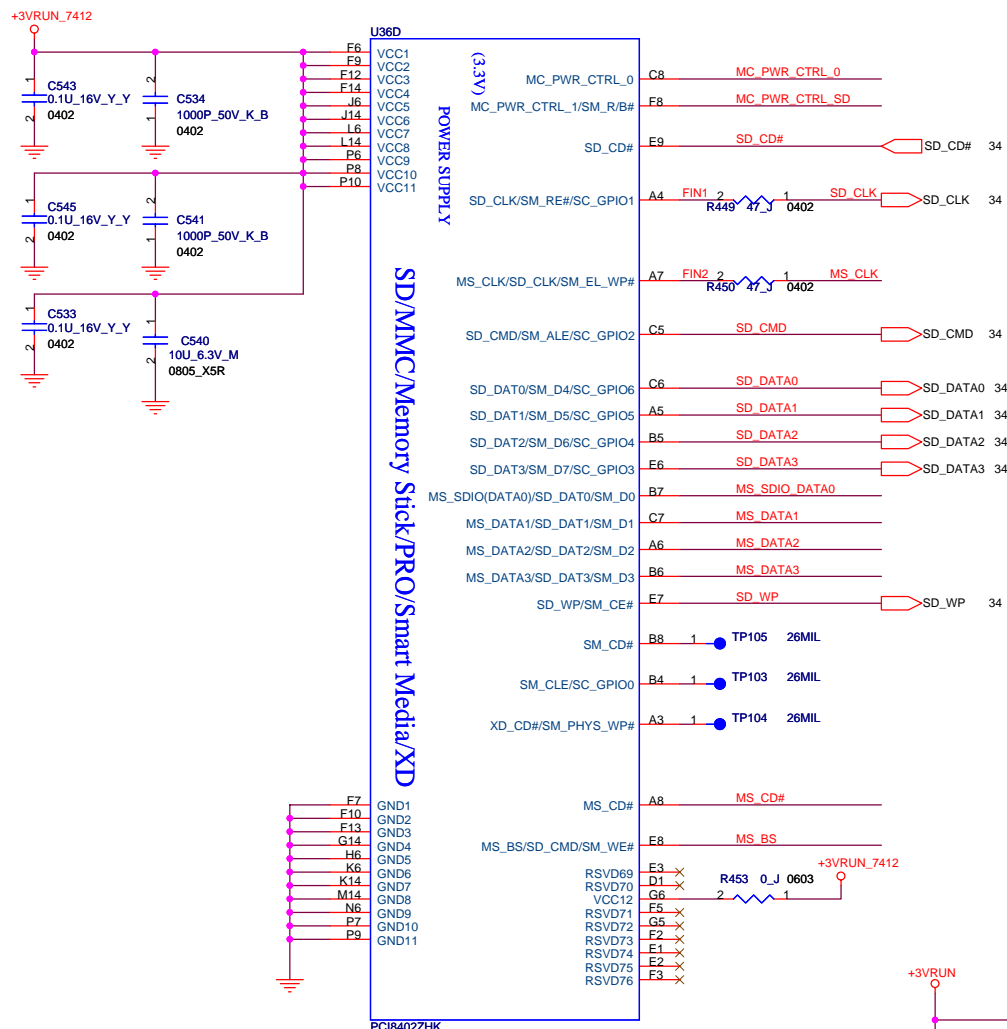 +3VRUN_7412
U36D
(3.3V)
POWER SUPPLY
SD/MMC/Memory Stick/PRO/Smart Media/XD
F6 VCC1
F9 VCC2
F12 VCC3
F14 VCC4
J6 VCC5
J14 VCC6
L6 VCC7
L14 VCC8
P6 VCC9
P8 VCC10
P10 VCC11
1 C543
0.1U_16V_Y_Y
2 0402
2 C534
1000P_50V_K_B
1 0402
1 C545
0.1U_16V_Y_Y
2 0402
2 C541
1000P_50V_K_B
1 0402
1 C533
0.1U_16V_Y_Y
2 0402
1 C540
10U_6.3V_M
2 0805_X5R
MC_PWR_CTRL_0 C8 MC_PWR_CTRL_0
MC_PWR_CTRL_1/SM_R/B# F8 MC_PWR_CTRL_SD
SD_CD# E9 SD_CD# SD_CD# 34
SD_CLK/SM_RE#/SC_GPIO1 A4 FIN1 2 1 SD_CLK SD_CLK 34
R449 47_J 0402
MS_CLK/SD_CLK/SM_EL_WP# A7 FIN2 2 1 MS_CLK
R450 47_J 0402
SD_CMD/SM_ALE/SC_GPIO2 C5 SD_CMD SD_CMD 34
SD_DAT0/SM_D4/SC_GPIO6 C6 SD_DATA0 SD_DATA0 34
SD_DAT1/SM_D5/SC_GPIO5 A5 SD_DATA1 SD_DATA1 34
SD_DAT2/SM_D6/SC_GPIO4 B5 SD_DATA2 SD_DATA2 34
SD_DAT3/SM_D7/SC_GPIO3 E6 SD_DATA3 SD_DATA3 34
MS_SDIO(DATA0)/SD_DAT0/SM_D0 B7 MS_SDIO_DATA0
MS_DATA1/SD_DAT1/SM_D1 C7 MS_DATA1
MS_DATA2/SD_DAT2/SM_D2 A6 MS_DATA2
MS_DATA3/SD_DAT3/SM_D3 B6 MS_DATA3
SD_WP/SM_CE# E7 SD_WP SD_WP 34
SM_CD# B8 1 TP105 26MIL
SM_CLE/SC_GPIO0 B4 1 TP103 26MIL
XD_CD#/SM_PHYS_WP# A3 1 TP104 26MIL
MS_CD# A8 MS_CD#
MS_BS/SD_CMD/SM_WE# E8 MS_BS
F7 GND1
F10 GND2
F13 GND3
G14 GND4
H6 GND5
K6 GND6
K14 GND7
M14 GND8
N6 GND9
P7 GND10
P9 GND11
RSVD69 E3
RSVD70 D1
VCC12 G6 2 R453 0_J 0603 1 +3VRUN_7412
RSVD71 F5
RSVD72 G5
RSVD73 F2
RSVD74 E1
RSVD75 E2
RSVD76 F3
PCI8402ZHK
+3VRUN